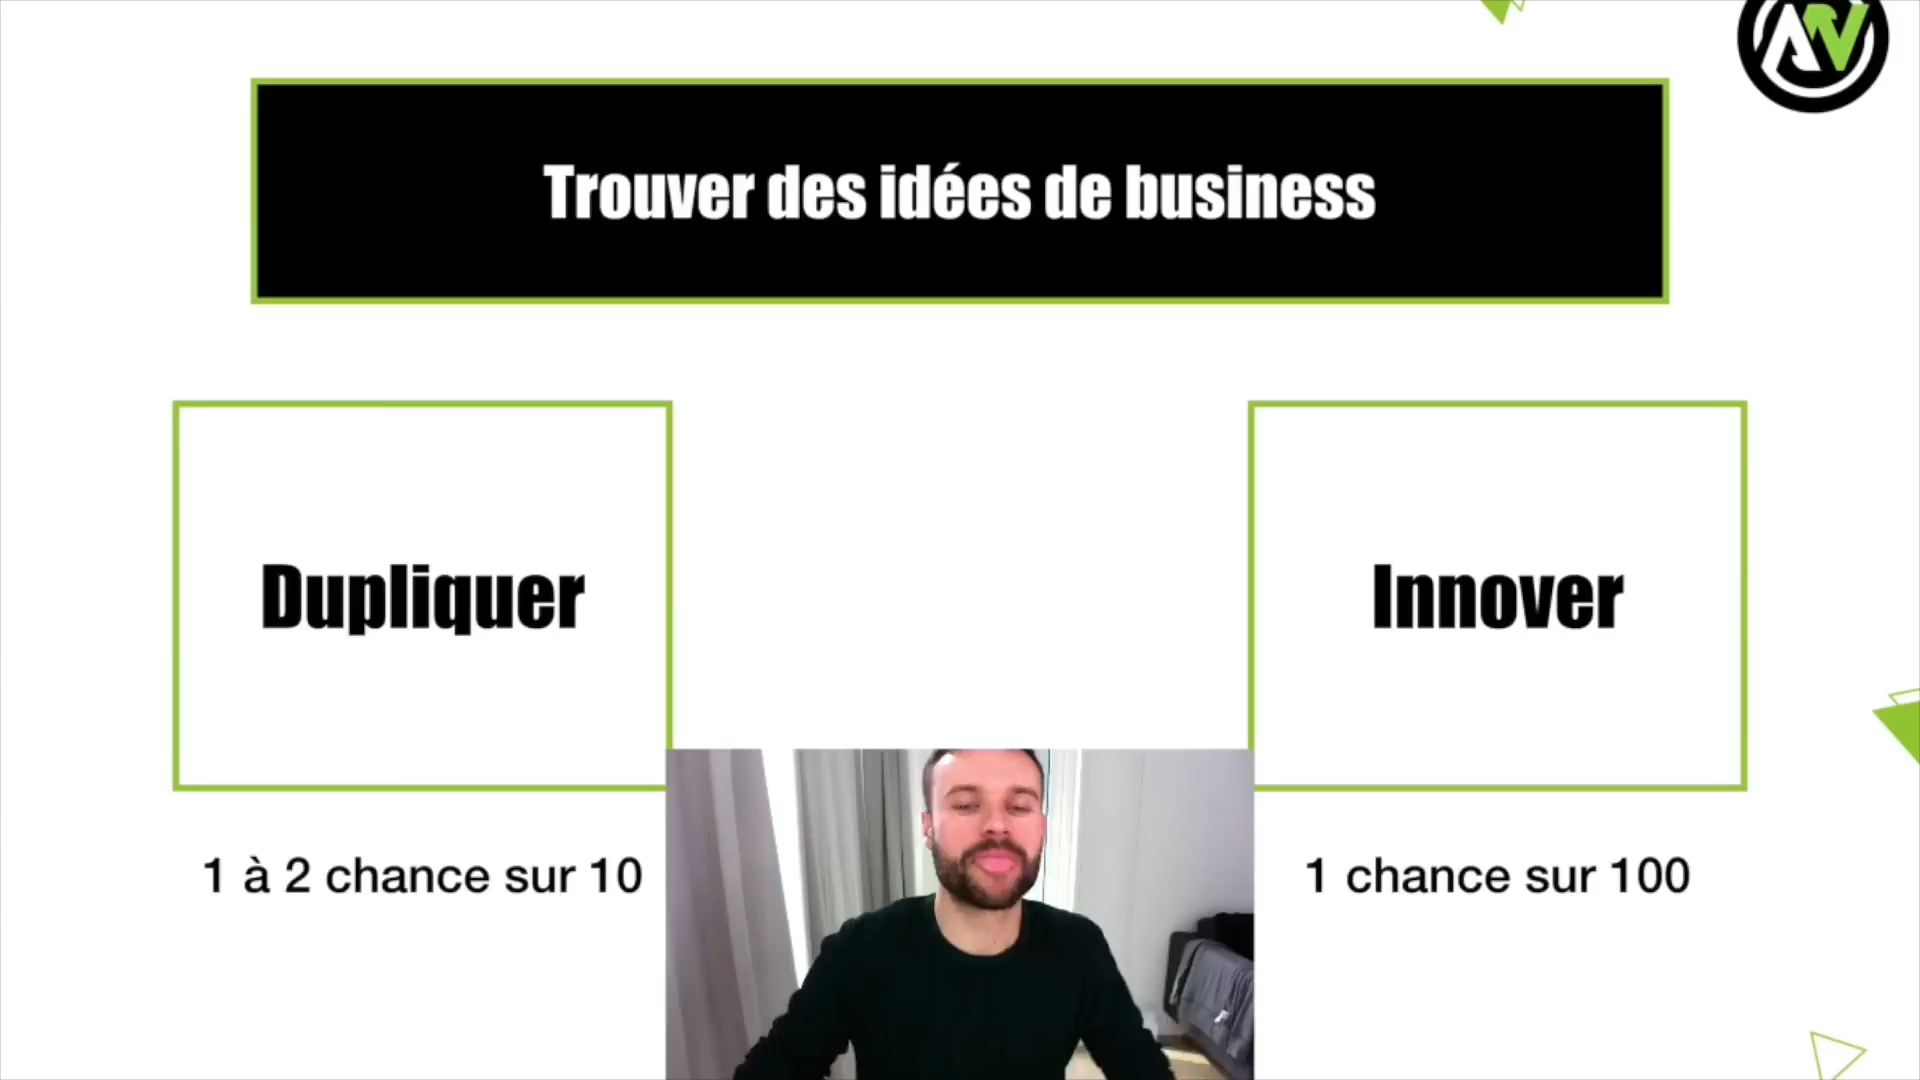 Trouver des idées de business
Dupliquer
Innover
1 à 2 chance sur 10
1 chance sur 100